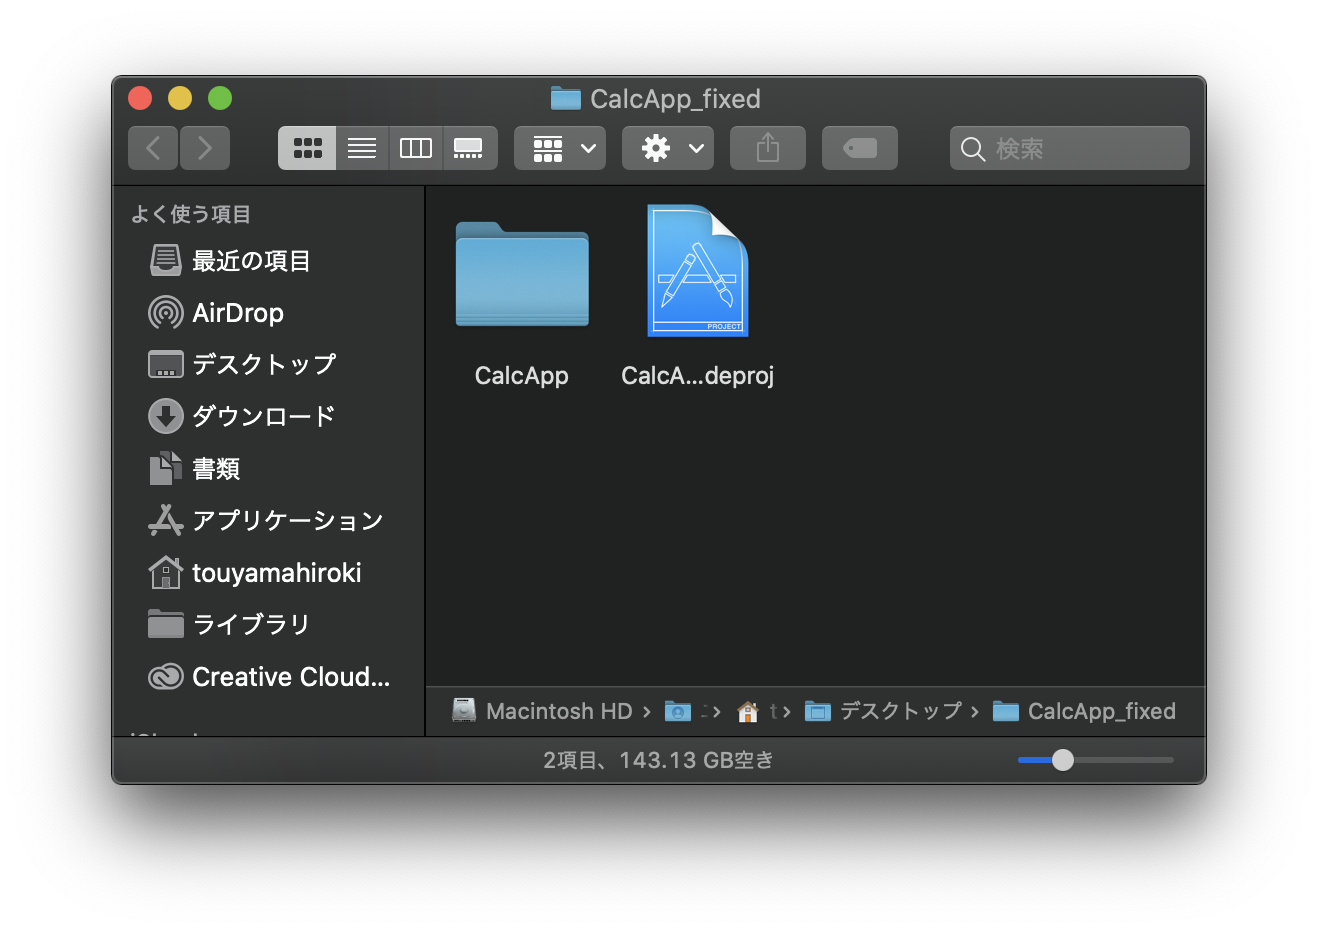 CalcApp_fixed
検索
よく使う項目
最近の項目
AirDrop
デスクトップ
ダウンロード
書類
アプリケーション
touyamahiroki
ライブラリ
Creative Cloud...
CalcApp
CalcA...deproj
PROJECT
Macintosh HD › › t › デスクトップ › CalcApp_fixed
2項目、143.13 GB空き